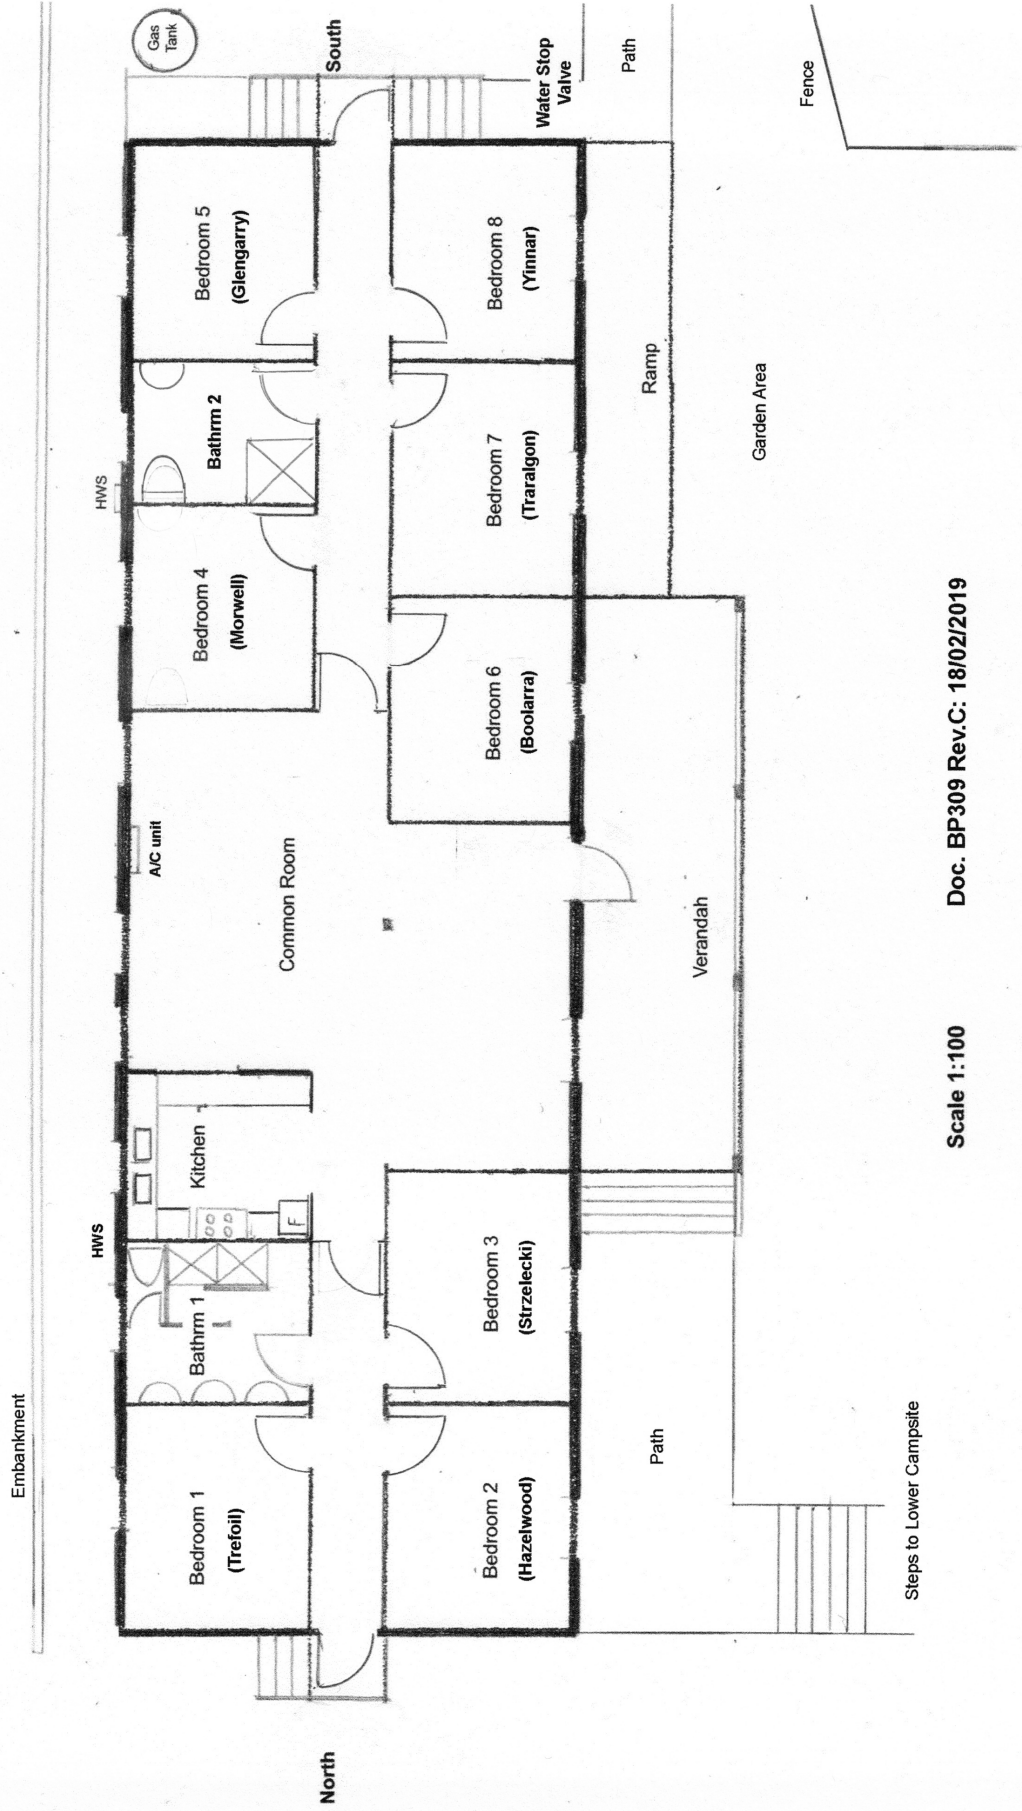 Embankment
HWS
HWS
Gas
Tank
A/C unit
North
South
Bedroom 1
(Trefoil)
Bathrm 1
Kitchen
F
Common Room
Bedroom 4
(Morwell)
Bathrm 2
Bedroom 5
(Glengarry)
Bedroom 2
(Hazelwood)
Bedroom 3
(Strzelecki)
Bedroom 6
(Boolarra)
Bedroom 7
(Traralgon)
Bedroom 8
(Yinnar)
Water Stop
Valve
Path
Verandah
Ramp
Path
Garden Area
Fence
Steps to Lower Campsite
Scale 1:100
Doc. BP309 Rev.C: 18/02/2019